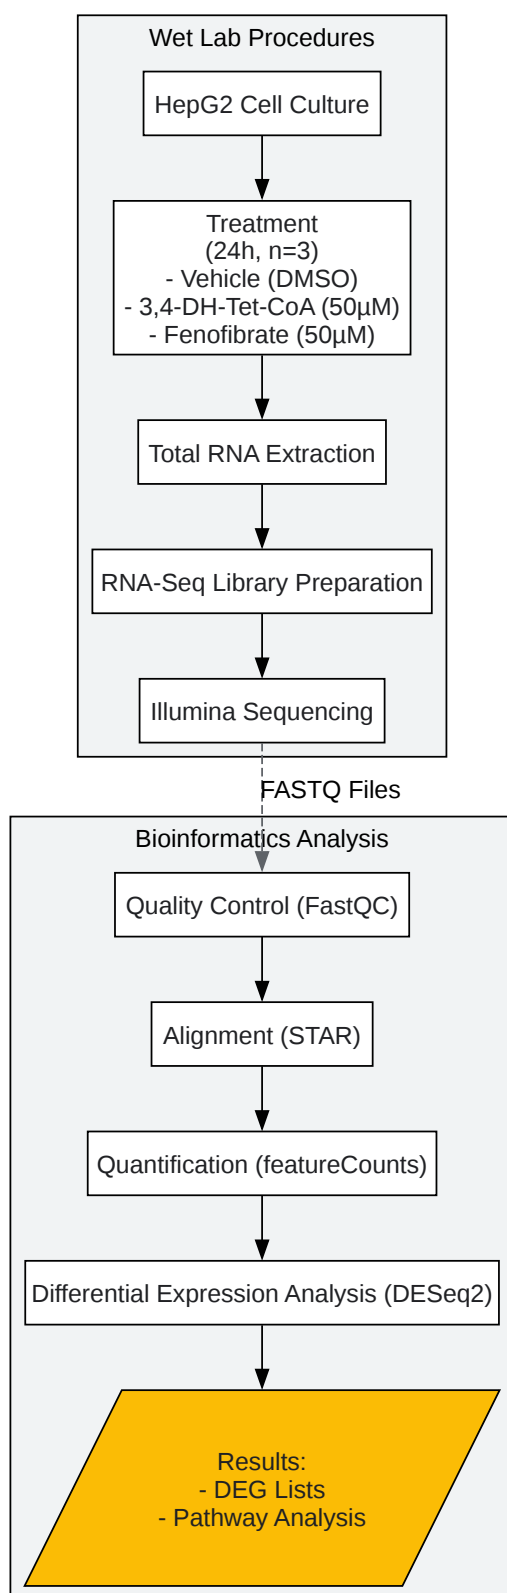 Wet Lab Procedures
HepG2 Cell Culture
Treatment
(24h, n=3)
- Vehicle (DMSO)
- 3,4-DH-Tet-CoA (50µM)
- Fenofibrate (50µM)
Total RNA Extraction
RNA-Seq Library Preparation
Illumina Sequencing
FASTQ Files
Bioinformatics Analysis
Quality Control (FastQC)
Alignment (STAR)
Quantification (featureCounts)
Differential Expression Analysis (DESeq2)
Results:
- DEG Lists
- Pathway Analysis